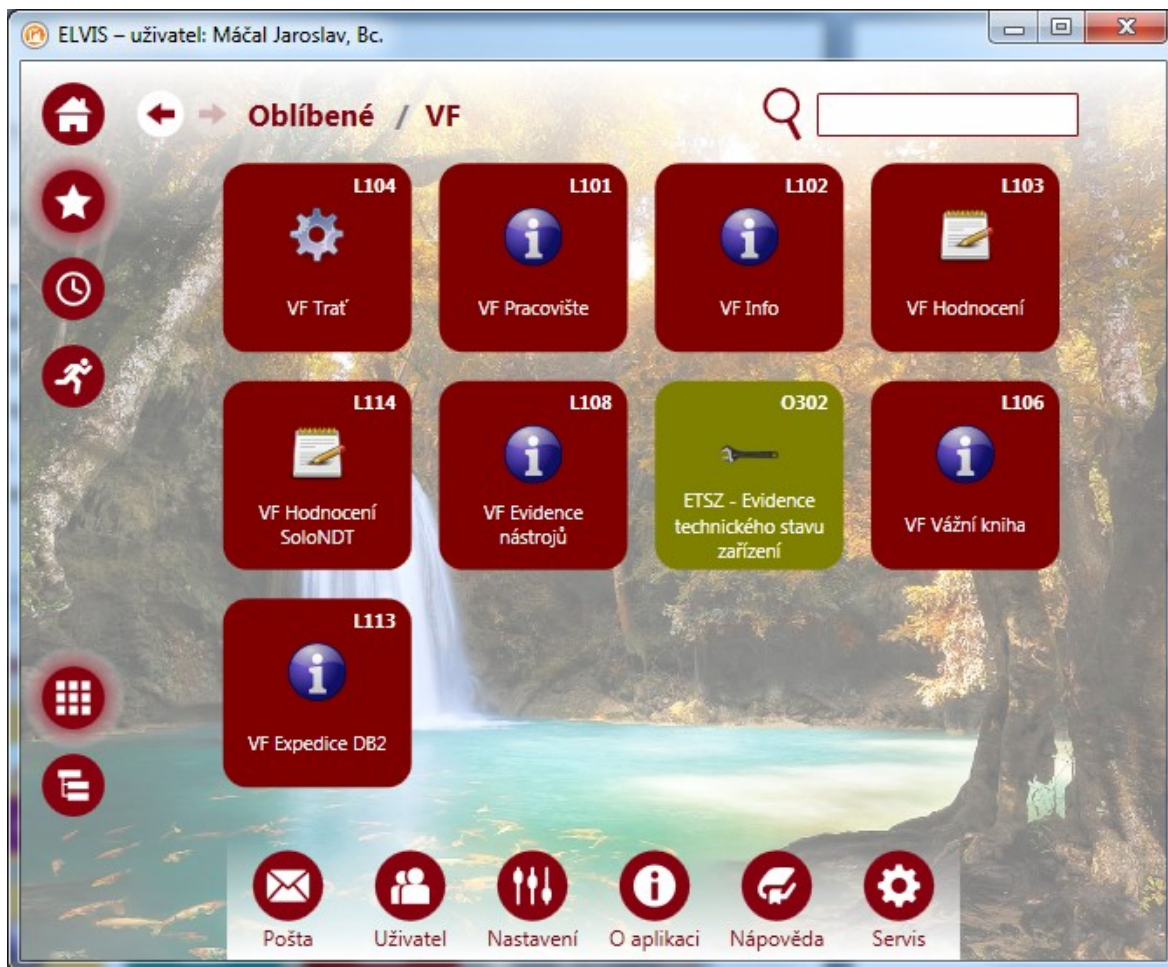 ELVIS – uživatel: Máčal Jaroslav, Bc.
Oblíbené / VF
L104
VF Trať
L101
VF Pracovište
L102
VF Info
L103
VF Hodnocení
L114
VF Hodnocení
SoloNDT
L108
VF Evidence
nástrojů
O302
ETSZ - Evidence
technického stavu
zařízení
L106
VF Vážní kniha
L113
VF Expedice DB2
Pošta
Uživatel
Nastavení
O aplikaci
Nápověda
Servis